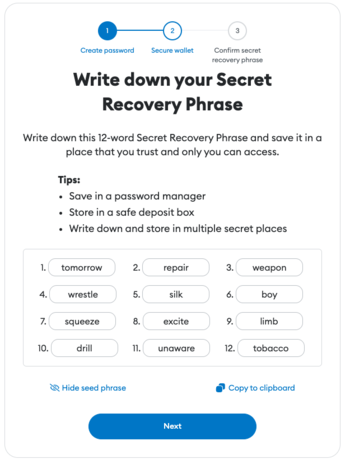 1 2 3
Create password Secure wallet Confirm secret
recovery phrase
Write down your Secret
Recovery Phrase
Write down this 12-word Secret Recovery Phrase and save it in a
place that you trust and only you can access.
Tips:
• Save in a password manager
• Store in a safe deposit box
• Write down and store in multiple secret places
1. tomorrow 2. repair 3. weapon
4. wrestle 5. silk 6. boy
7. squeeze 8. excite 9. limb
10. drill 11. unaware 12. tobacco
Hide seed phrase Copy to clipboard
Next